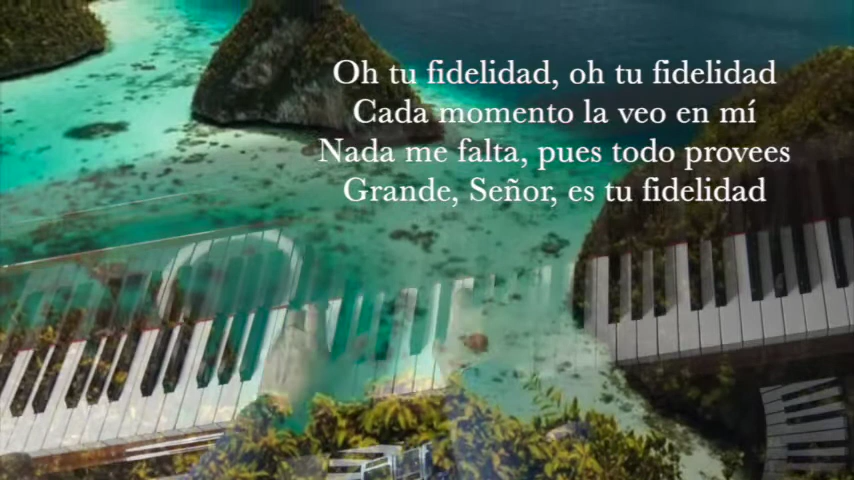 Oh tu fidelidad, oh tu fidelidad
Cada momento la veo en mí
Nada me falta, pues todo provees
Grande, Señor, es tu fidelidad